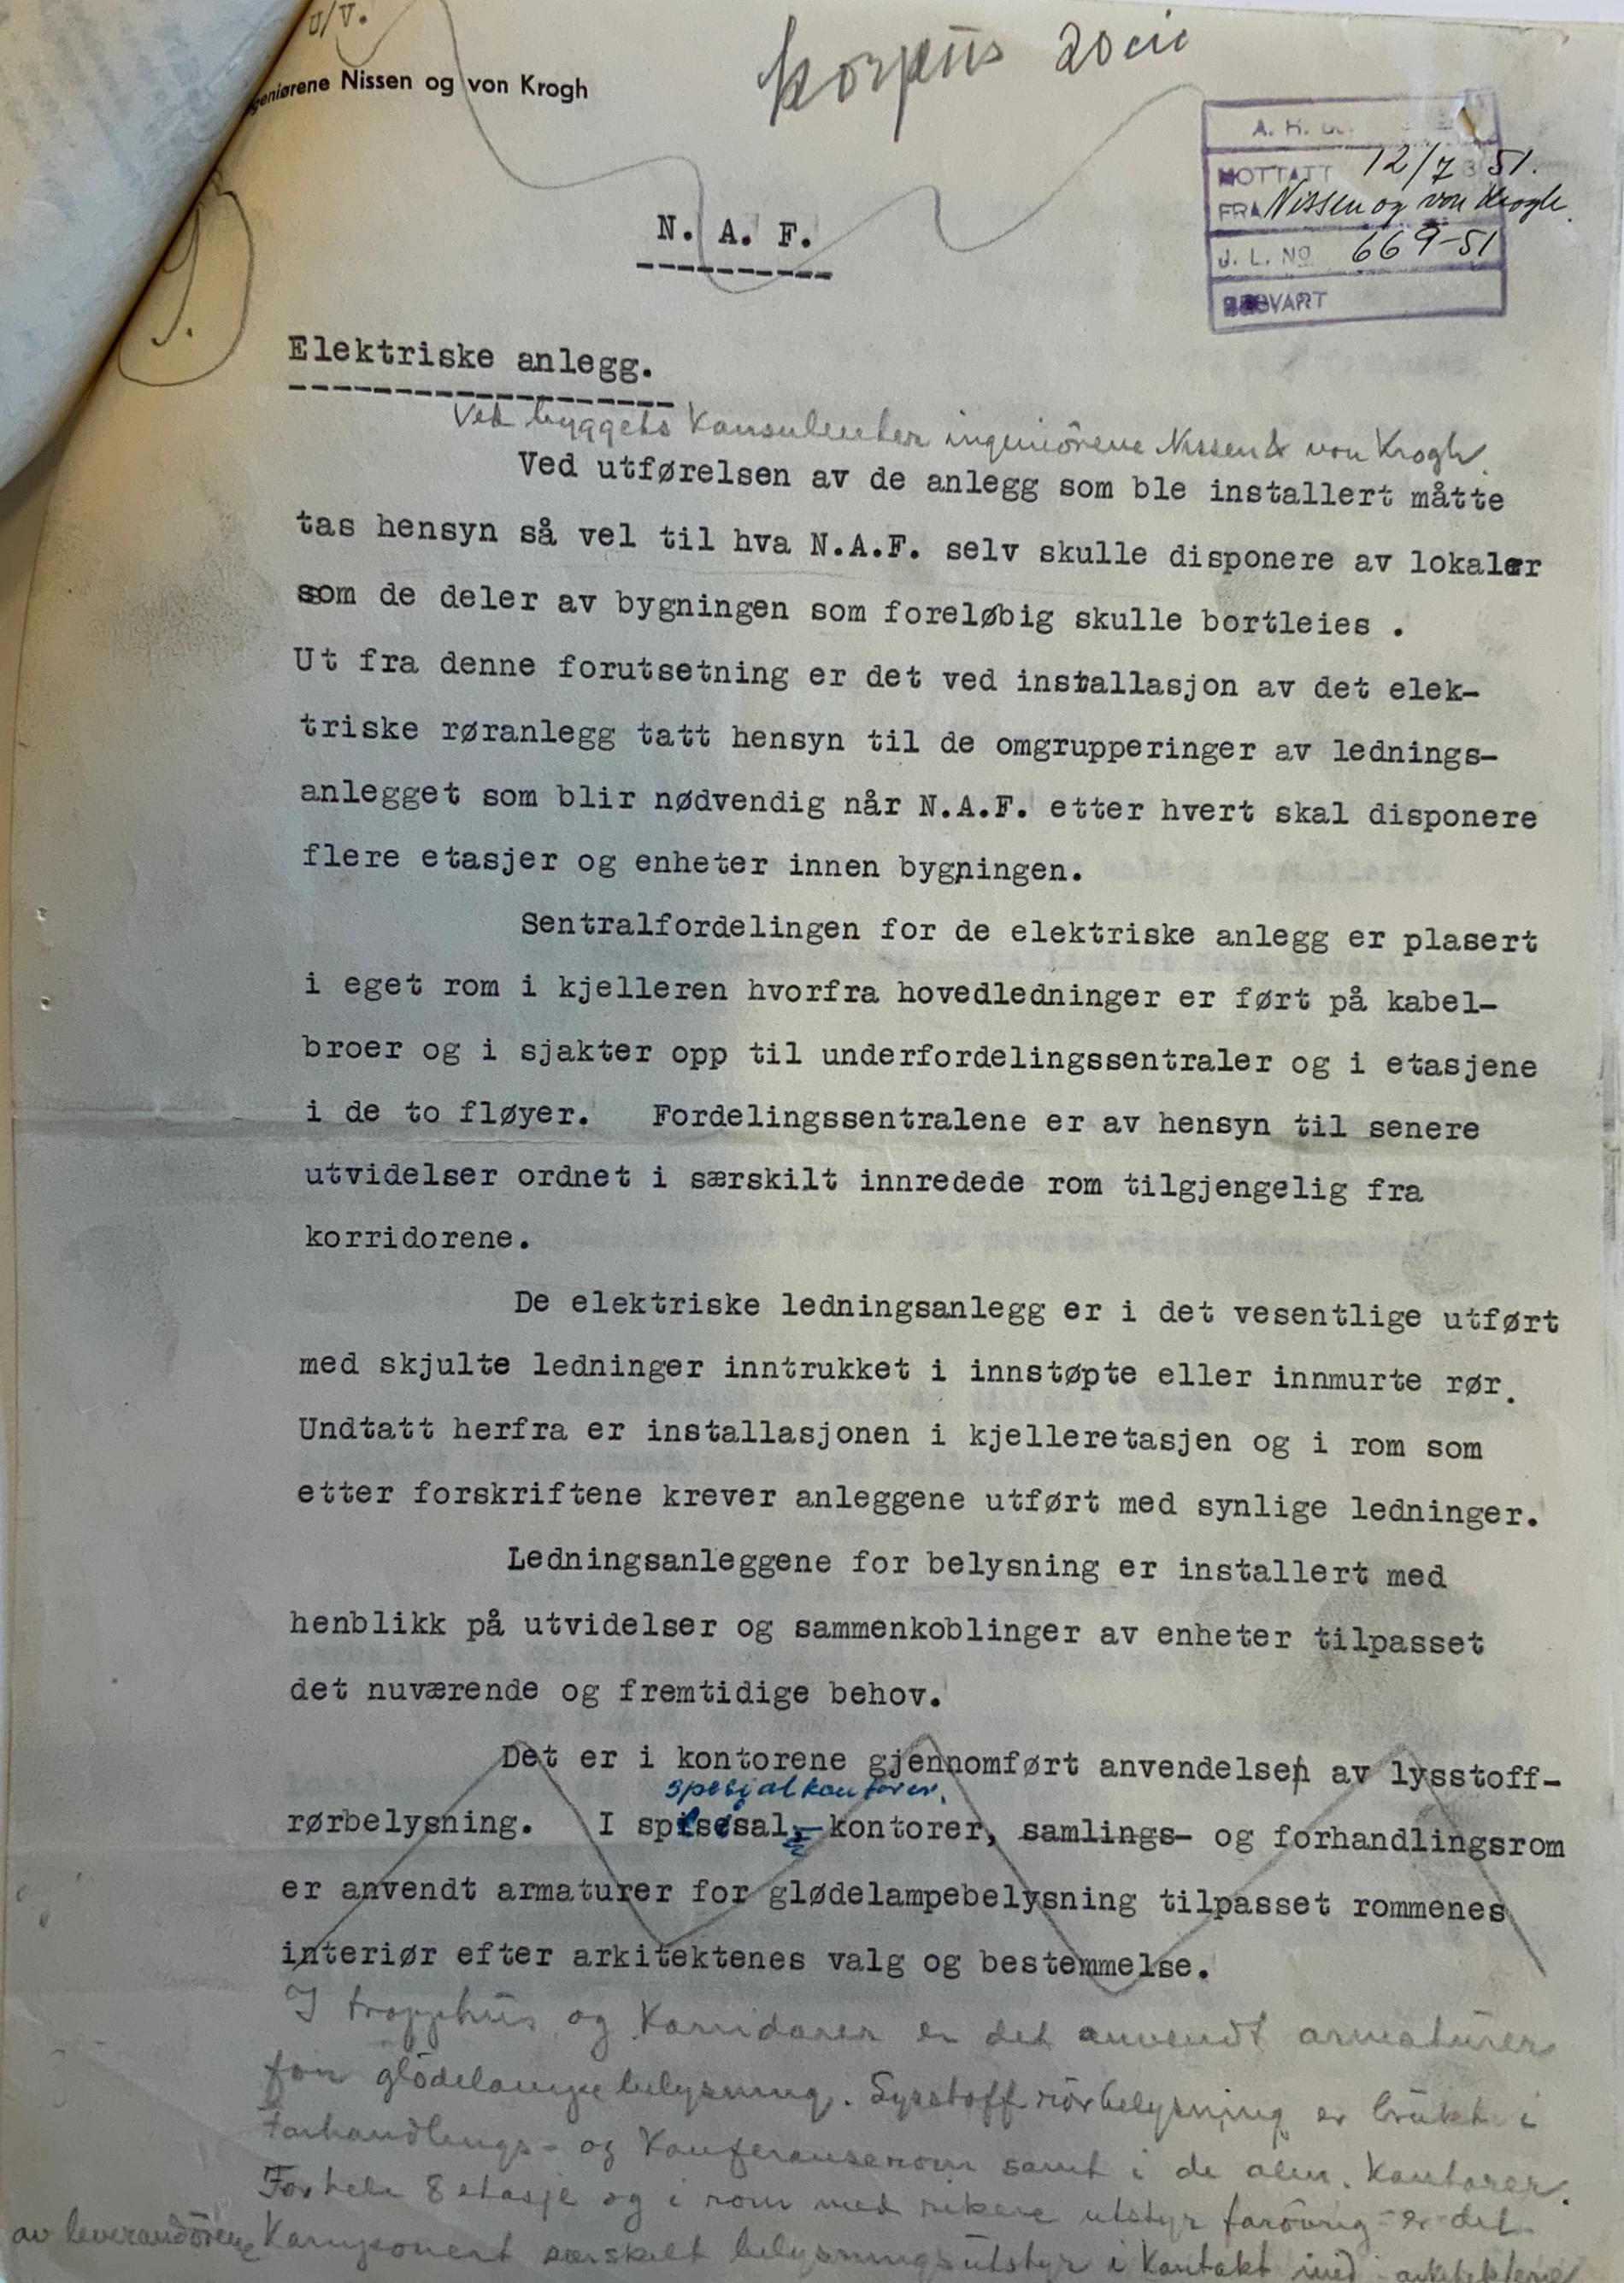 U/V.
geniørene Nissen og von Krogh
korpus 20 cic
A. H.
MOTTATT 12/7 51.
FRA Nissen og von Krogh.
J. L. No 669-51
BESVART
N. A. F.
9.
Elektriske anlegg.
Ved byggets Konsulenter ingeniörene Nissen & von Krogh.
Ved utførelsen av de anlegg som ble installert måtte
tas hensyn så vel til hva N.A.F. selv skulle disponere av lokaler
som de deler av bygningen som foreløbig skulle bortleies .
Ut fra denne forutsetning er det ved installasjon av det elek-
triske røranlegg tatt hensyn til de omgrupperinger av lednings-
anlegget som blir nødvendig når N.A.F. etter hvert skal disponere
flere etasjer og enheter innen bygningen.
Sentralfordelingen for de elektriske anlegg er plasert
i eget rom i kjelleren hvorfra hovedledninger er ført på kabel-
broer og i sjakter opp til underfordelingssentraler og i etasjene
i de to fløyer. Fordelingssentralene er av hensyn til senere
utvidelser ordnet i særskilt innredede rom tilgjengelig fra
korridorene.
De elektriske ledningsanlegg er i det vesentlige utført
med skjulte ledninger inntrukket i innstøpte eller innmurte rør.
Undtatt herfra er installasjonen i kjelleretasjen og i rom som
etter forskriftene krever anleggene utført med synlige ledninger.
Ledningsanleggene for belysning er installert med
henblikk på utvidelser og sammenkoblinger av enheter tilpasset
det nuværende og fremtidige behov.
Det er i kontorene gjennomført anvendelsen av lysstoff-
spesialkontorer,
rørbelysning. I spisesal, kontorer, samlings- og forhandlingsrom
er anvendt armaturer for glødelampebelysning tilpasset rommenes
interiør efter arkitektenes valg og bestemmelse.
I trapphus og Korridorer er det anvendt armaturer
for glödelampebelysning. Lysstoffrörbelysning er brukt i
Forhandlings- og Konferanserom samt i de alm. Kontorer.
For hele 8 etasje og i rom med rikere utstyr forövrig er det
av leverandörene Komponert særskilt belysningsutstyr i Kontakt med arkitektene